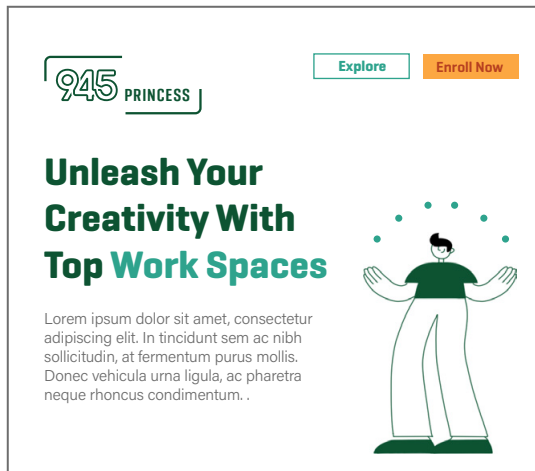 945 PRINCESS
Explore
Enroll Now
Unleash Your
Creativity With
Top Work Spaces
Lorem ipsum dolor sit amet, consectetur
adipiscing elit. In tincidunt sem ac nibh
sollicitudin, at fermentum purus mollis.
Donec vehicula urna ligula, ac pharetra
neque rhoncus condimentum. .